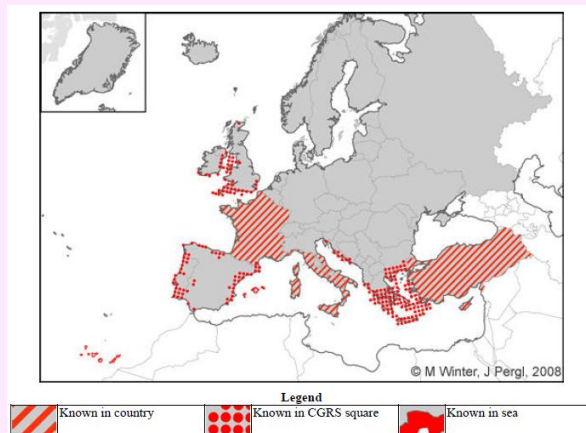 © M Winter, J Pergl, 2008
Legend
Known in country
Known in CGRS square
Known in sea